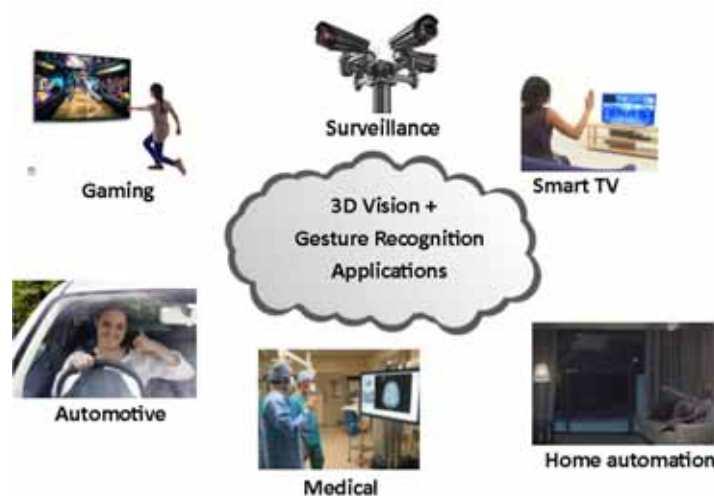 Surveillance
Gaming
Smart TV
3D Vision +
Gesture Recognition
Applications
Automotive
Medical
Home automation